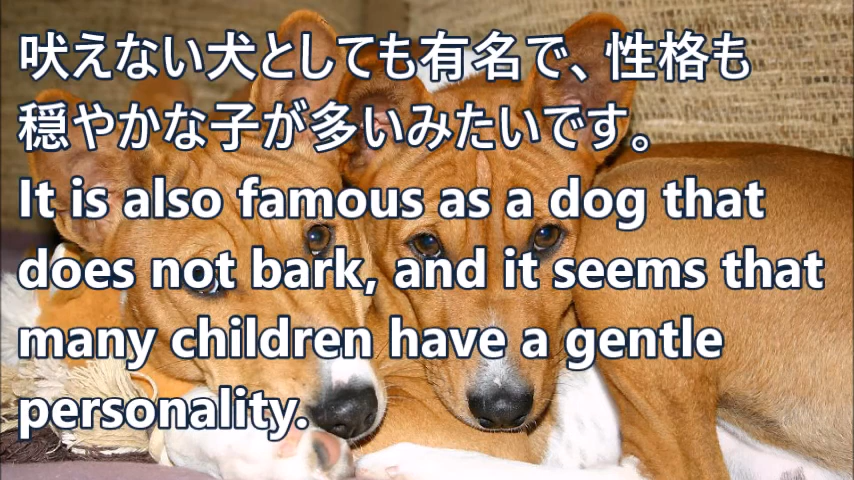 吠えない犬としても有名で、性格も
穏やかな子が多いみたいです。
It is also famous as a dog that
does not bark, and it seems that
many children have a gentle
personality.